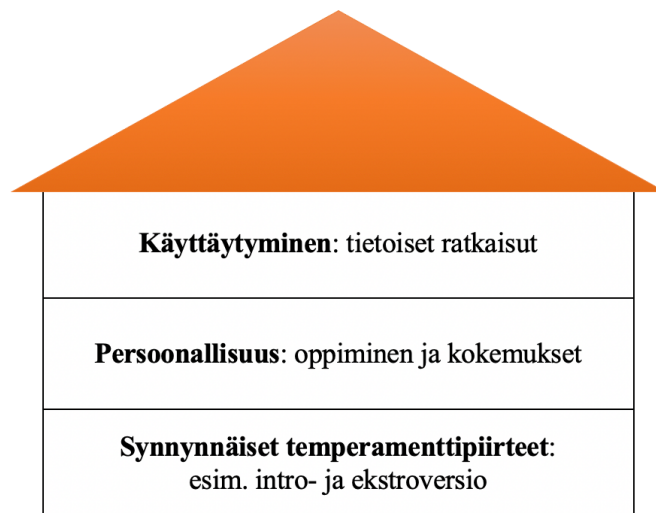 Käyttäytyminen: tietoiset ratkaisut
Persoonallisuus: oppiminen ja kokemukset
Synnynnäiset temperamenttipiirteet:
esim. intro- ja ekstroversio